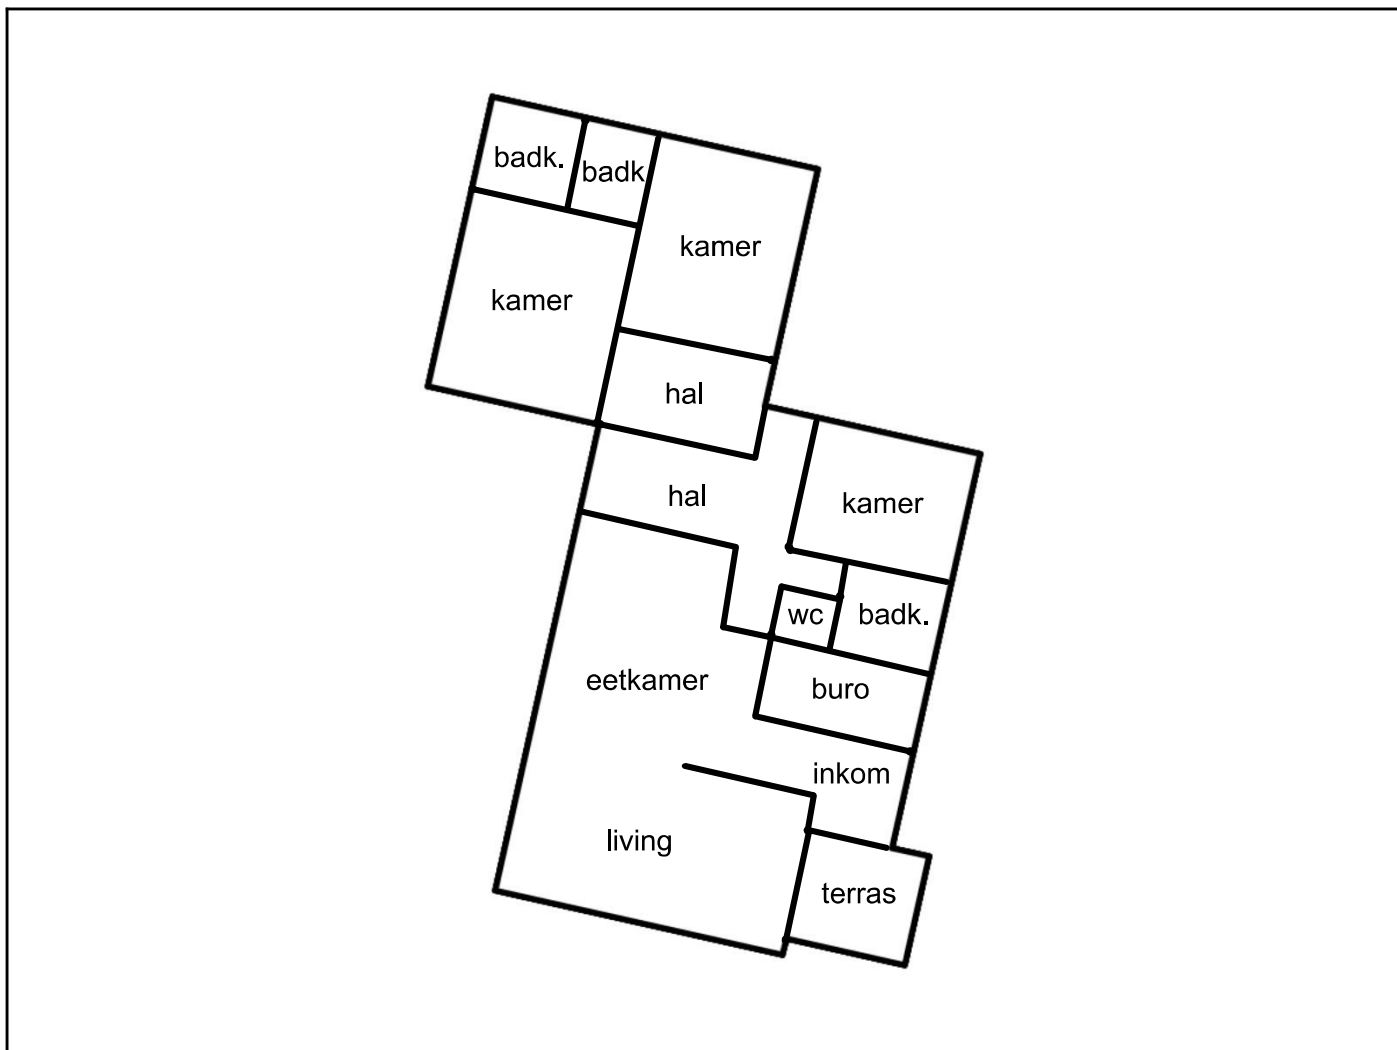 badk.
badk
kamer
kamer
hal
hal
kamer
wc
badk.
eetkamer
buro
inkom
living
terras